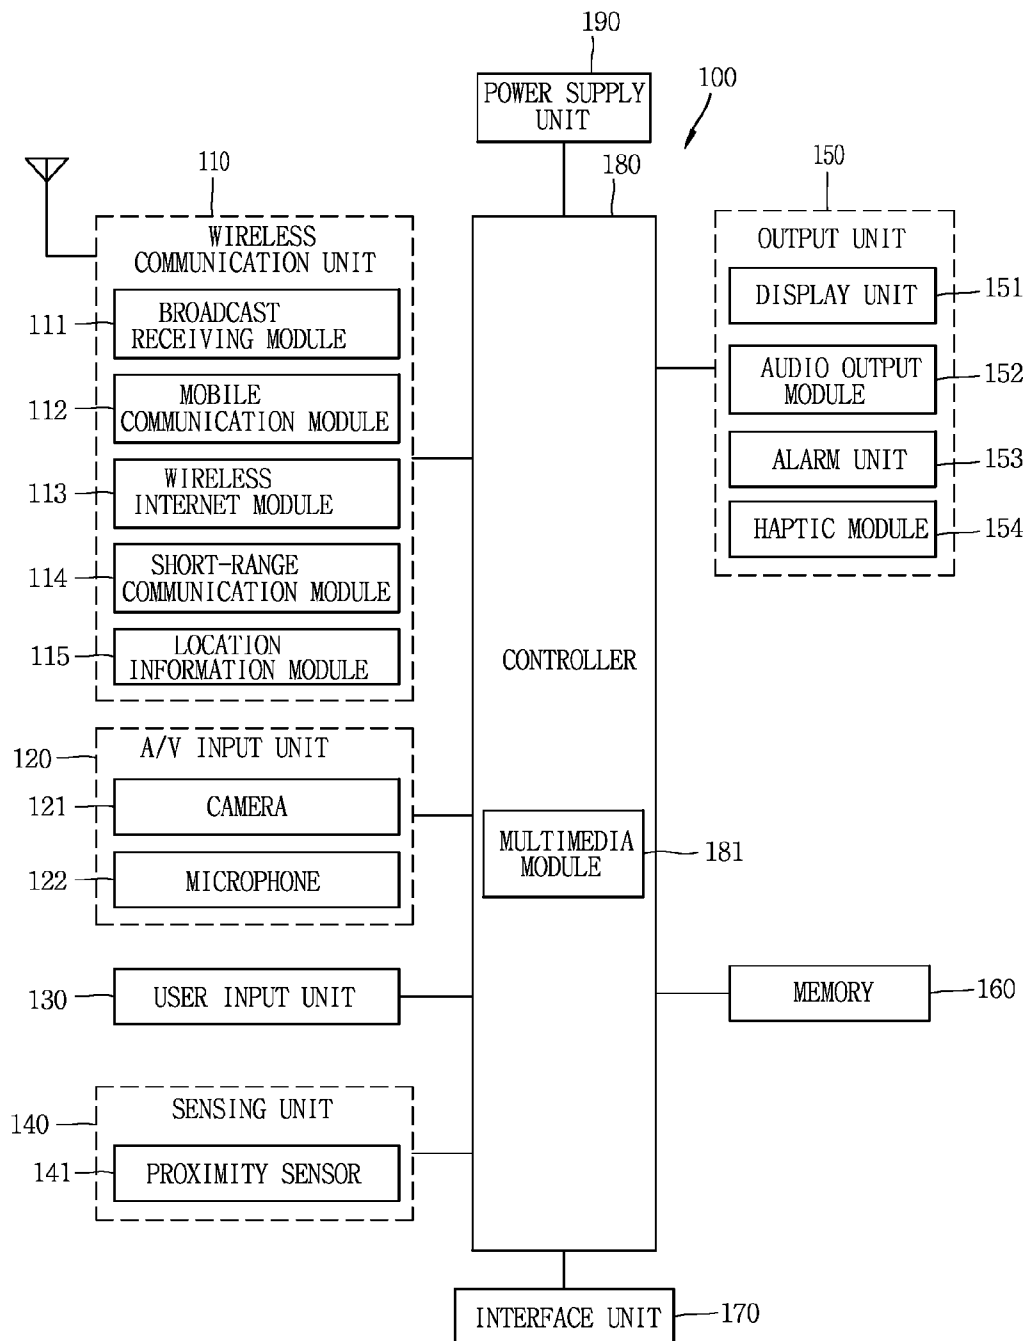 190
POWER SUPPLY
UNIT
100
180
110
WIRELESS
COMMUNICATION UNIT
111
BROADCAST
RECEIVING MODULE
112
MOBILE
COMMUNICATION MODULE
113
WIRELESS
INTERNET MODULE
114
SHORT-RANGE
COMMUNICATION MODULE
115
LOCATION
INFORMATION MODULE
120
A/V INPUT UNIT
121
CAMERA
122
MICROPHONE
130
USER INPUT UNIT
140
SENSING UNIT
141
PROXIMITY SENSOR
CONTROLLER
MULTIMEDIA
MODULE
181
150
OUTPUT UNIT
DISPLAY UNIT
151
AUDIO OUTPUT
MODULE
152
ALARM UNIT
153
HAPTIC MODULE
154
MEMORY
160
INTERFACE UNIT
170